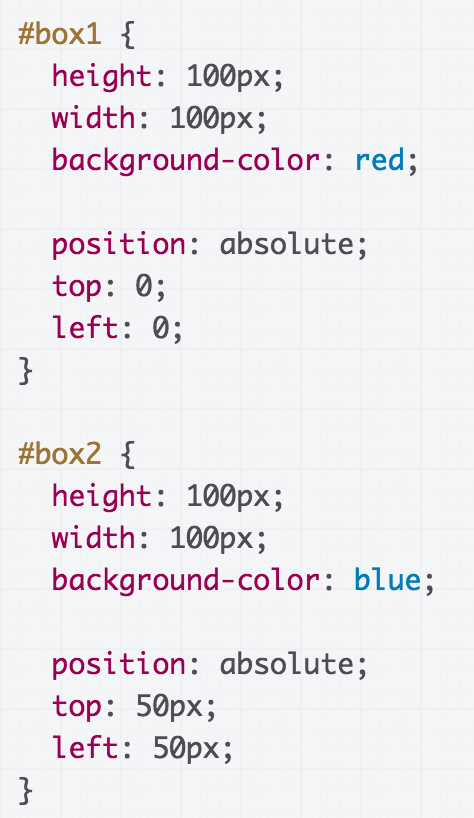 #box1 {
  height: 100px;
  width: 100px;
  background-color: red;

  position: absolute;
  top: 0;
  left: 0;
}

#box2 {
  height: 100px;
  width: 100px;
  background-color: blue;

  position: absolute;
  top: 50px;
  left: 50px;
}